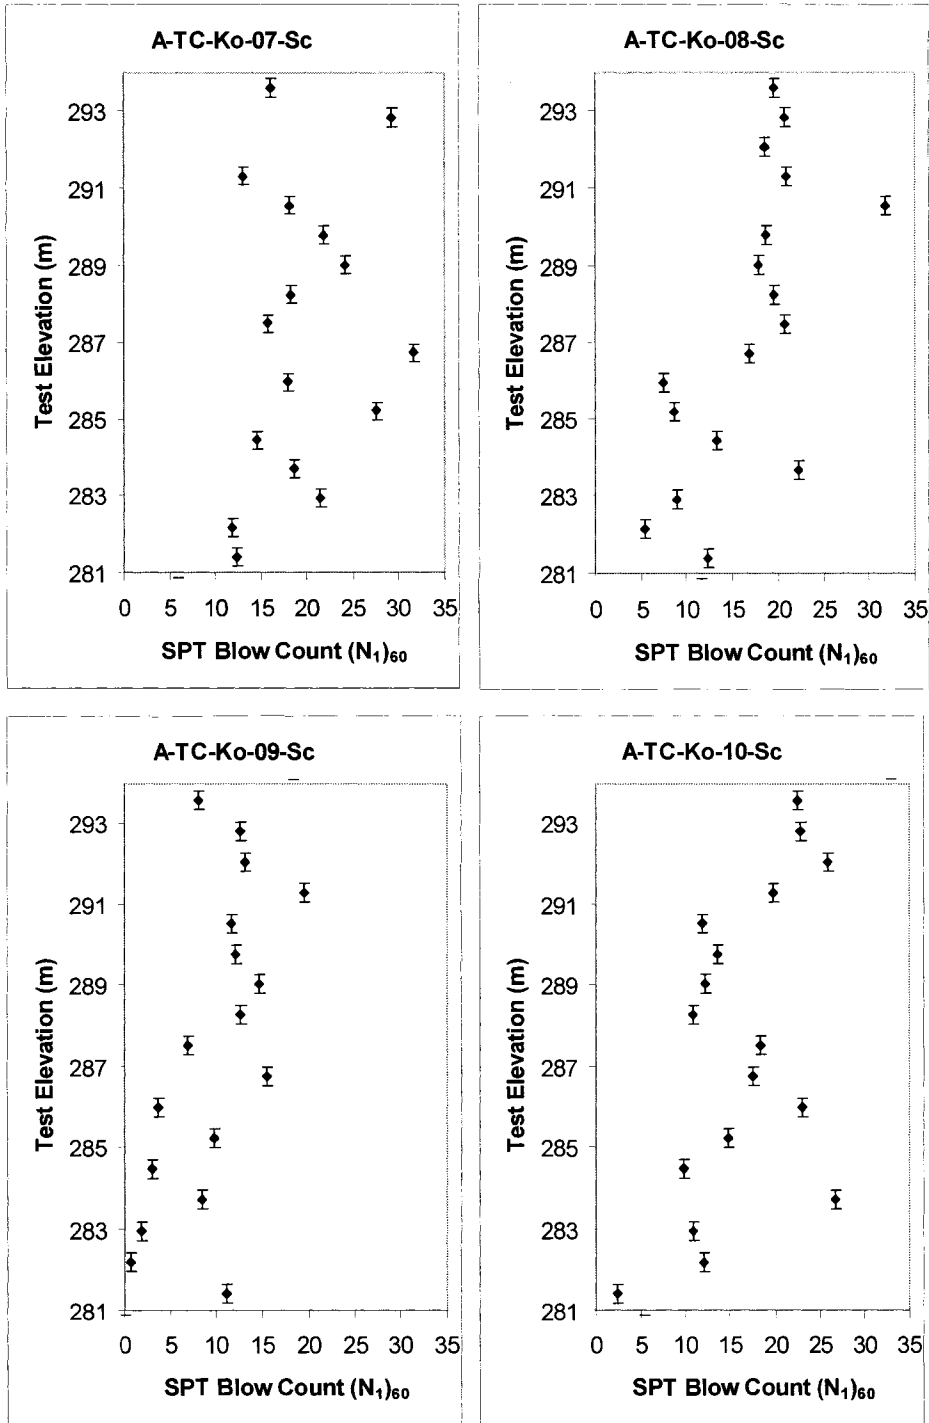 A-TC-Ko-07-Sc
293
291
289
287
285
283
281
Test Elevation (m)
0 5 10 15 20 25 30 35
SPT Blow Count (N₁)₆₀
A-TC-Ko-08-Sc
293
291
289
287
285
283
281
Test Elevation (m)
0 5 10 15 20 25 30 35
SPT Blow Count (N₁)₆₀
A-TC-Ko-09-Sc
293
291
289
287
285
283
281
Test Elevation (m)
0 5 10 15 20 25 30 35
SPT Blow Count (N₁)₆₀
A-TC-Ko-10-Sc
293
291
289
287
285
283
281
Test Elevation (m)
0 5 10 15 20 25 30 35
SPT Blow Count (N₁)₆₀